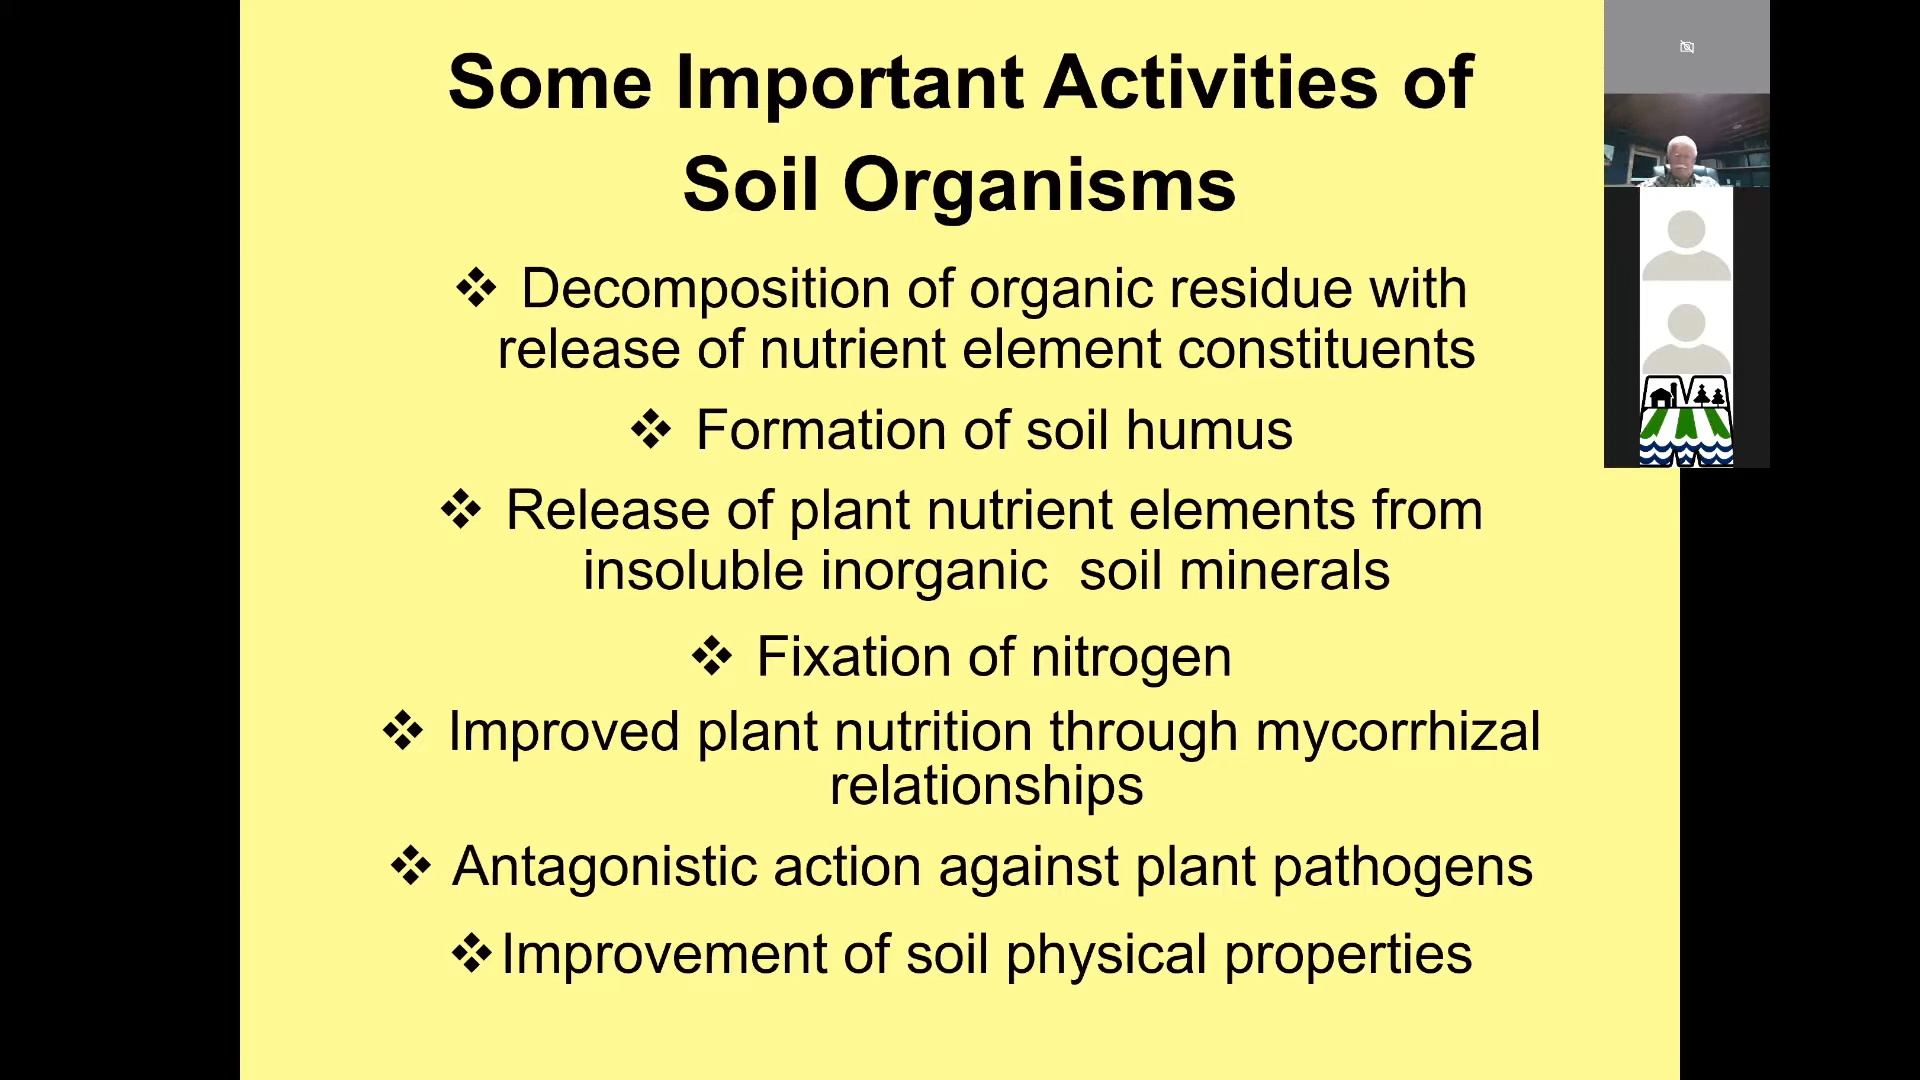 Some Important Activities of
Soil Organisms
❖ Decomposition of organic residue with
release of nutrient element constituents
❖ Formation of soil humus
❖ Release of plant nutrient elements from
insoluble inorganic  soil minerals
❖ Fixation of nitrogen
❖ Improved plant nutrition through mycorrhizal
relationships
❖ Antagonistic action against plant pathogens
❖Improvement of soil physical properties